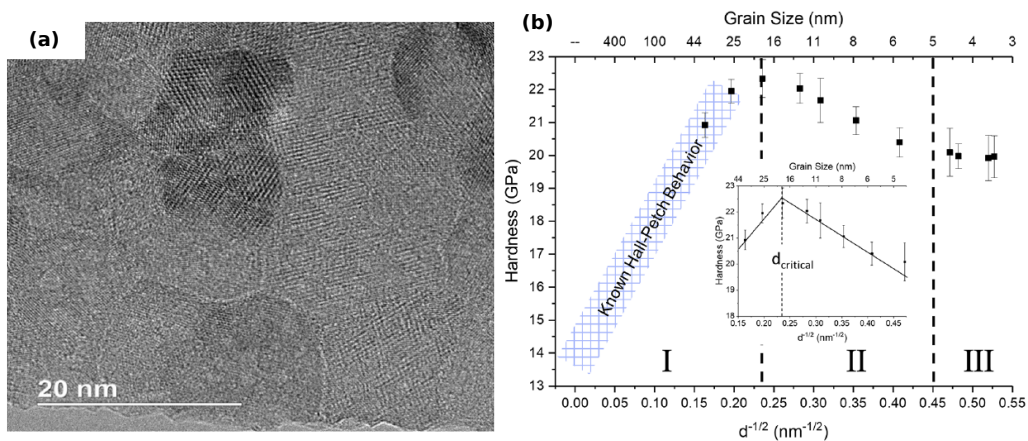 (a)
20 nm
(b)
Grain Size (nm)
-- 400 100 44 25 16 11 8 6 5 4 3
23
22
21
20
19
18
17
16
15
14
13
Hardness (GPa)
Known Hall-Petch Behavior
I
II
III
0.00 0.05 0.10 0.15 0.20 0.25 0.30 0.35 0.40 0.45 0.50 0.55
d-1/2 (nm-1/2)
Grain Size (nm)
44 25 16 11 8 6 5
23
22
21
20
19
18
Hardness (GPa)
dcritical
0.15 0.20 0.25 0.30 0.35 0.40 0.45
d-1/2 (nm-1/2)